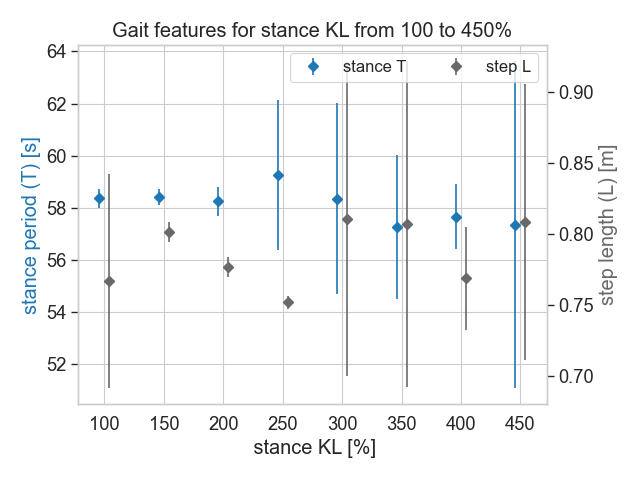 Gait features for stance KL from 100 to 450%
stance T step L
64
62
60
58
56
54
52
stance period (T) [s]
0.90
0.85
0.80
0.75
0.70
step length (L) [m]
100 150 200 250 300 350 400 450
stance KL [%]